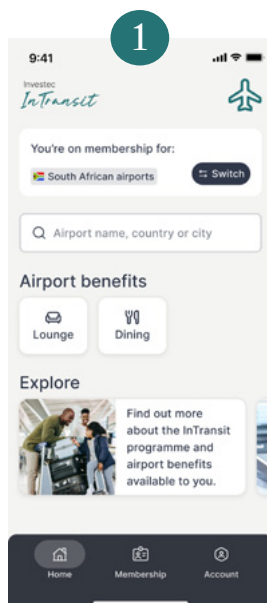 1
9:41
Investec
InTransit
You're on membership for:
South African airports
Switch
Airport name, country or city
Airport benefits
Lounge
Dining
Explore
Find out more
about the InTransit
programme and
airport benefits
available to you.
Home
Membership
Account